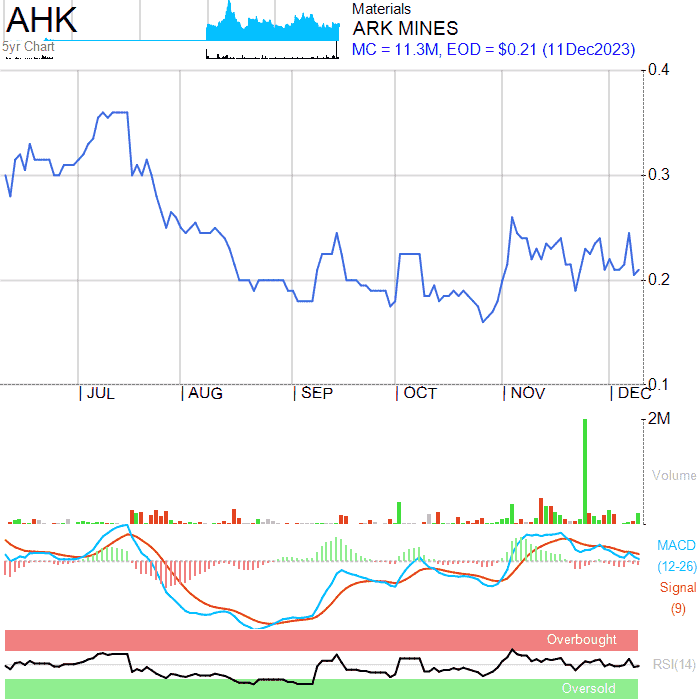 AHK
5yr Chart
Materials
ARK MINES
MC = 11.3M, EOD = $0.21 (11Dec2023)
0.4
0.3
0.2
0.1
JUL AUG SEP OCT NOV DEC
2M
Volume
MACD
(12-26)
Signal
(9)
Overbought
RSI(14)
Oversold